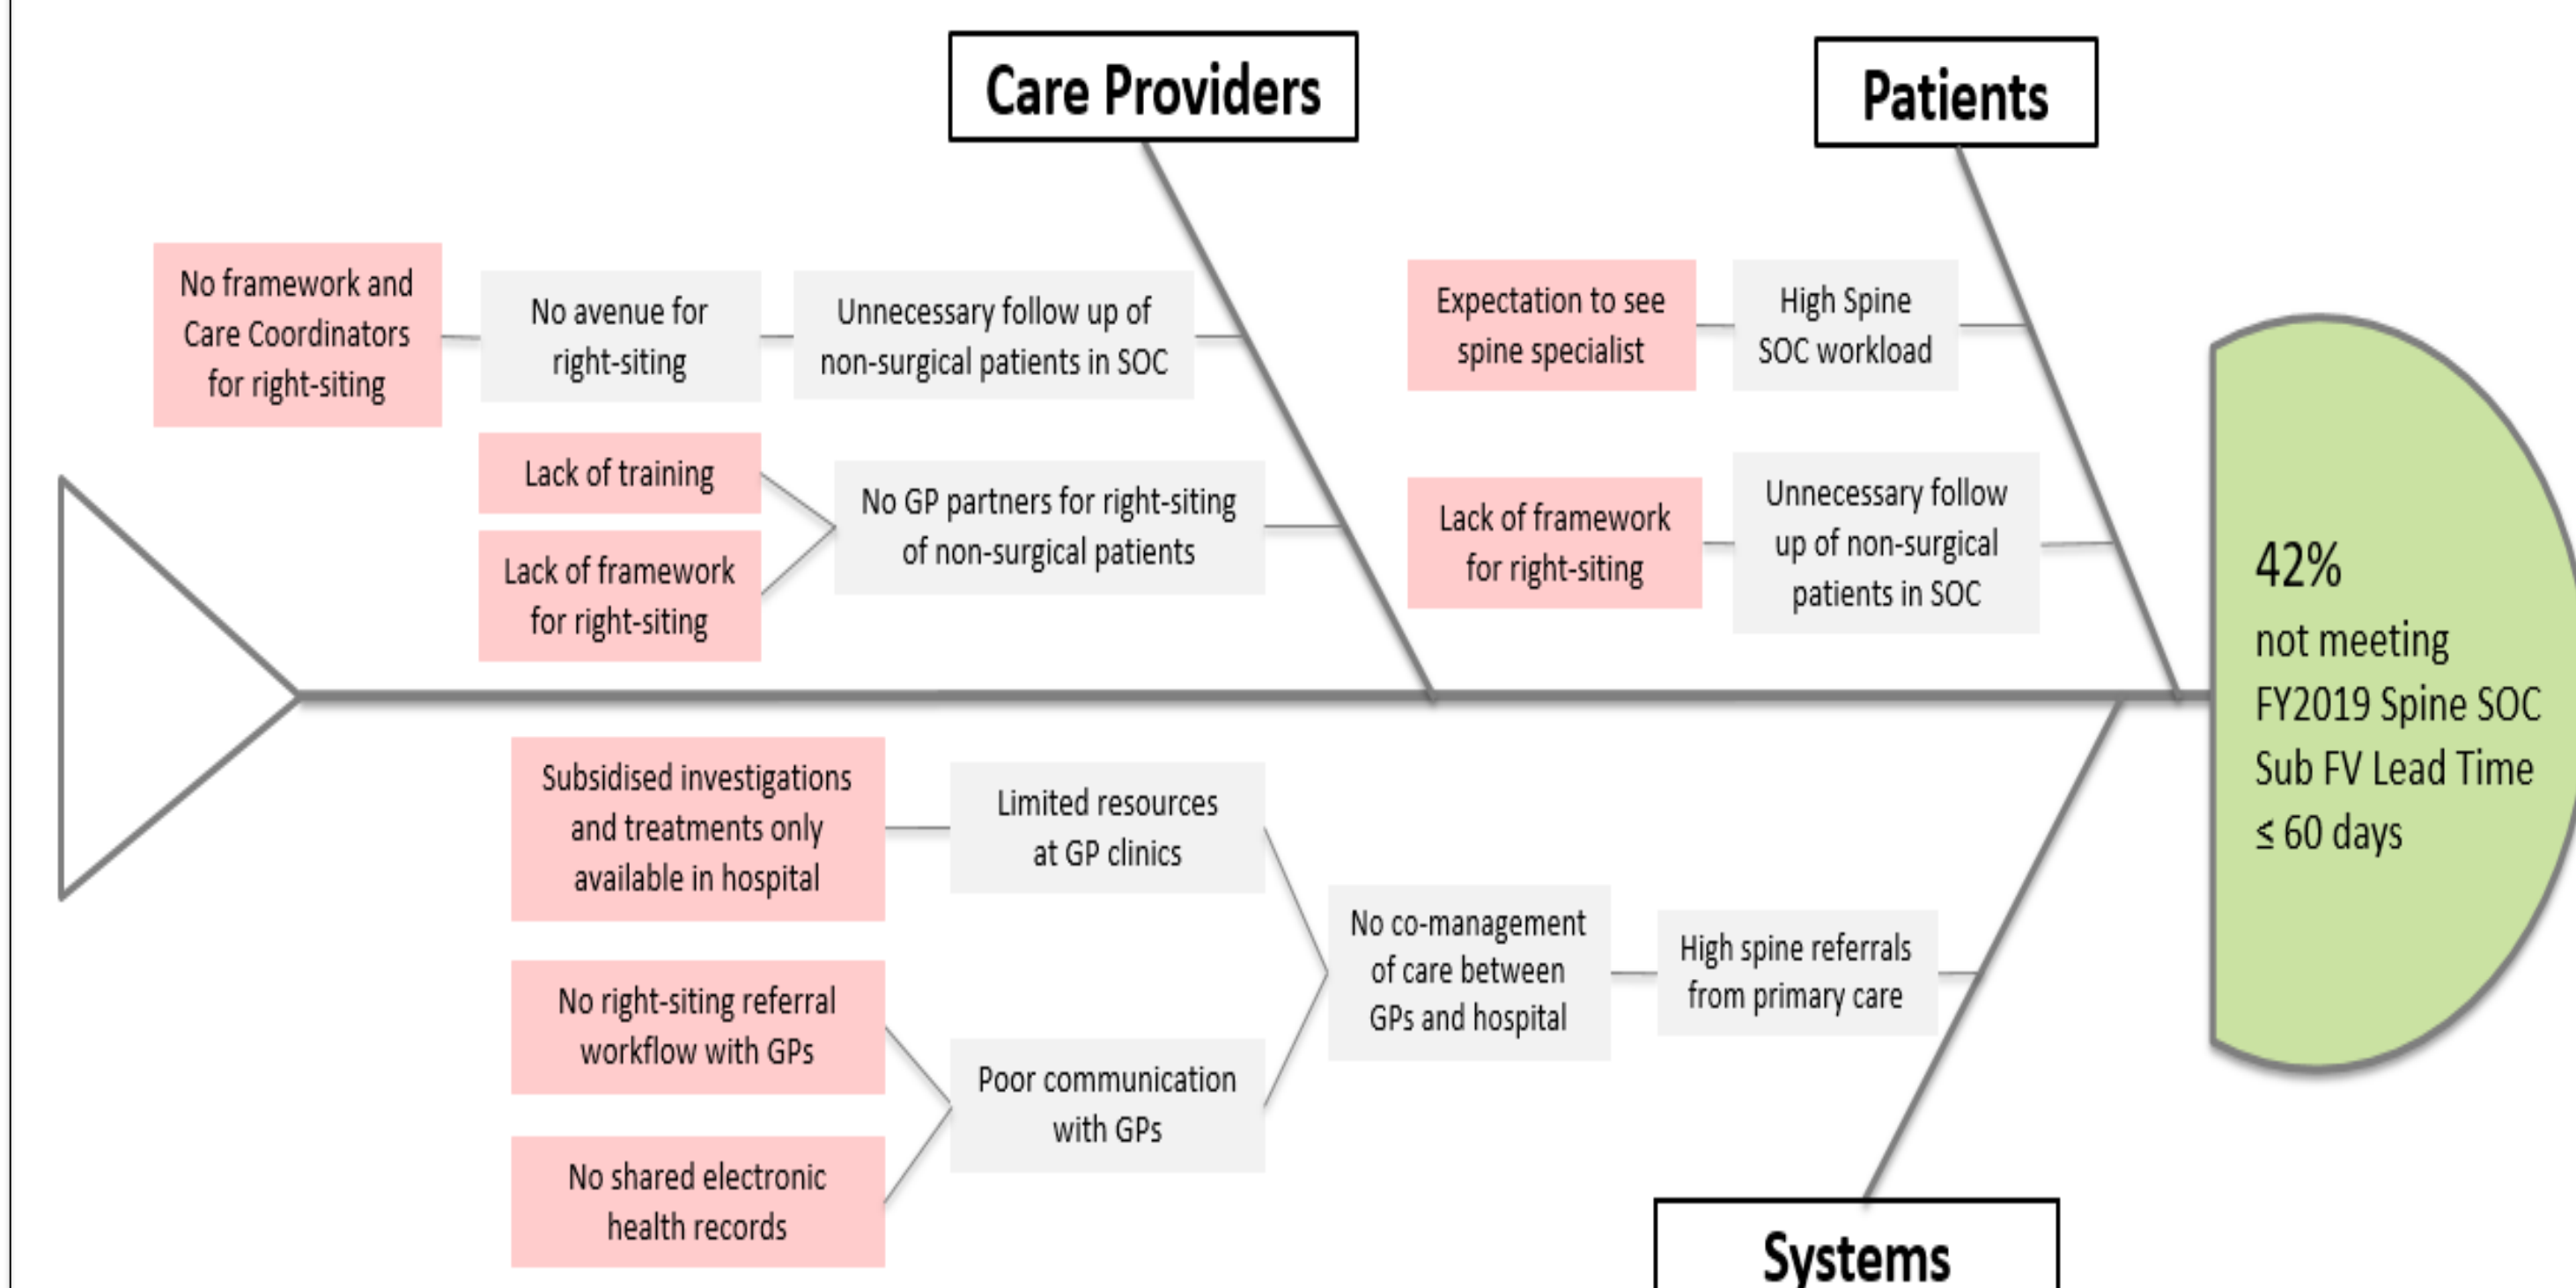 Care Providers
Patients
No framework and
Care Coordinators
for right-siting
No avenue for
right-siting
Unnecessary follow up of
non-surgical patients in SOC
Lack of training
Lack of framework
for right-siting
No GP partners for right-siting
of non-surgical patients
Expectation to see
spine specialist
High Spine
SOC workload
Lack of framework
for right-siting
Unnecessary follow
up of non-surgical
patients in SOC
42%
not meeting
FY2019 Spine SOC
Sub FV Lead Time
≤ 60 days
Subsidised investigations
and treatments only
available in hospital
Limited resources
at GP clinics
No right-siting referral
workflow with GPs
No shared electronic
health records
Poor communication
with GPs
No co-management
of care between
GPs and hospital
High spine referrals
from primary care
Systems